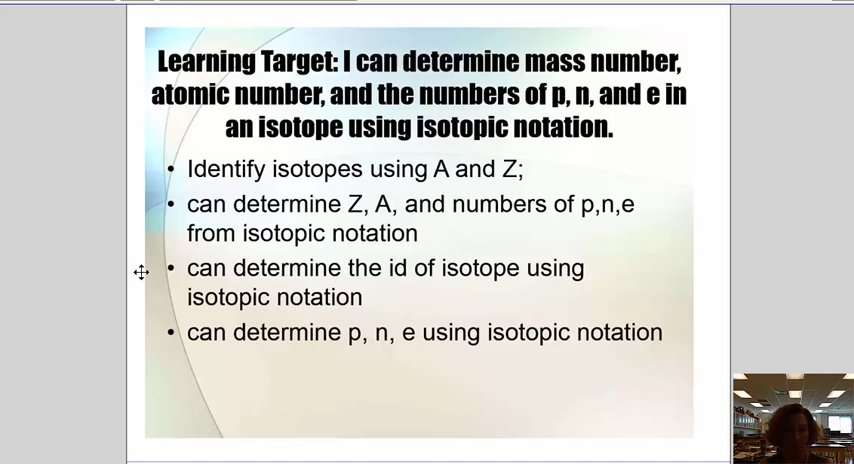 Learning Target: I can determine mass number,
atomic number, and the numbers of p, n, and e in
an isotope using isotopic notation.
• Identify isotopes using A and Z;
• can determine Z, A, and numbers of p,n,e
from isotopic notation
• can determine the id of isotope using
isotopic notation
• can determine p, n, e using isotopic notation